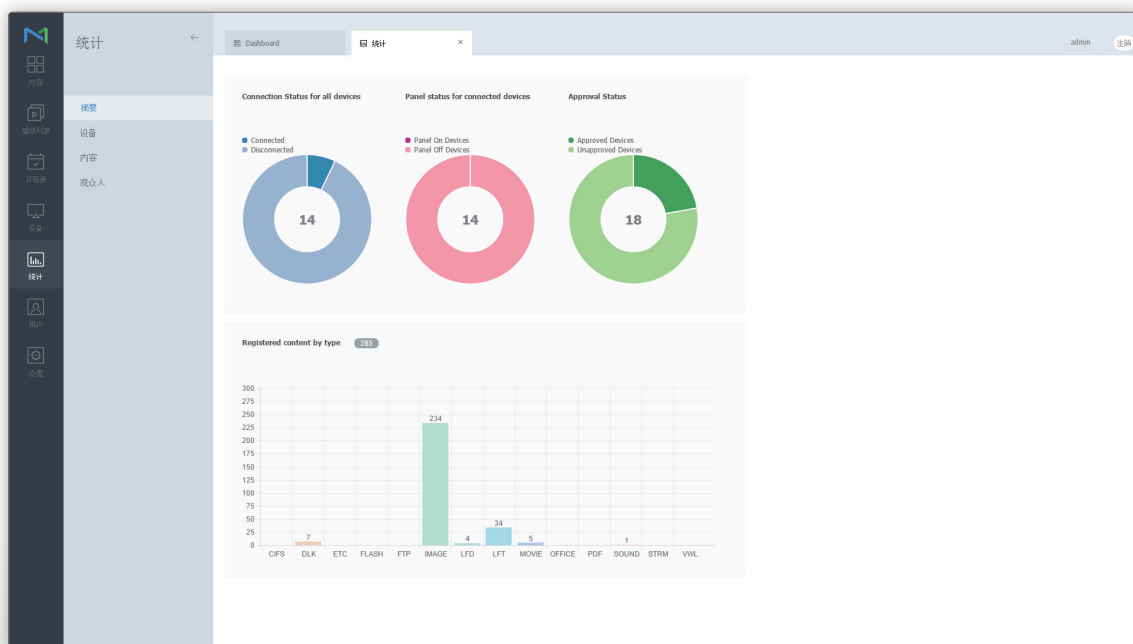 统计
←
Dashboard
统计
×
admin
注销
内容
播放列表
日程表
设备
统计
用户
设置
摘要
设备
内容
观众人
Connection Status for all devices
Connected
Disconnected
14
Panel status for connected devices
Panel On Devices
Panel Off Devices
14
Approval Status
Approved Devices
Unapproved Devices
18
Registered content by type 285
300
275
250
225
200
175
150
125
100
75
50
25
0
7
234
4
34
5
1
CIFS DLK ETC FLASH FTP IMAGE LFD LFT MOVIE OFFICE PDF SOUND STRM VWL